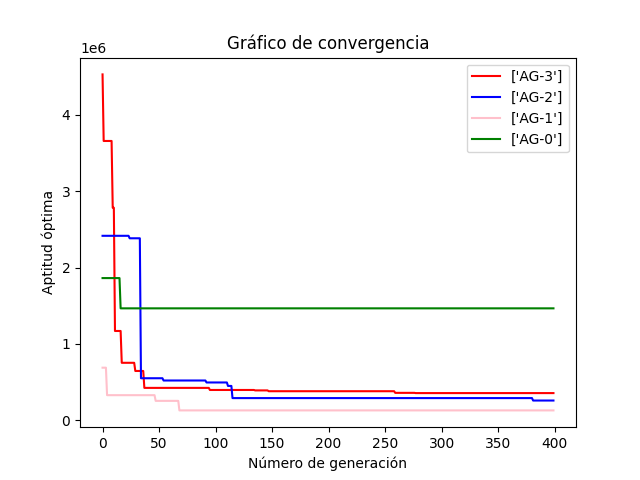 Gráfico de convergencia
1e6
['AG-3']
['AG-2']
['AG-1']
['AG-0']
4
3
2
1
0
Aptitud óptima
0 50 100 150 200 250 300 350 400
Número de generación